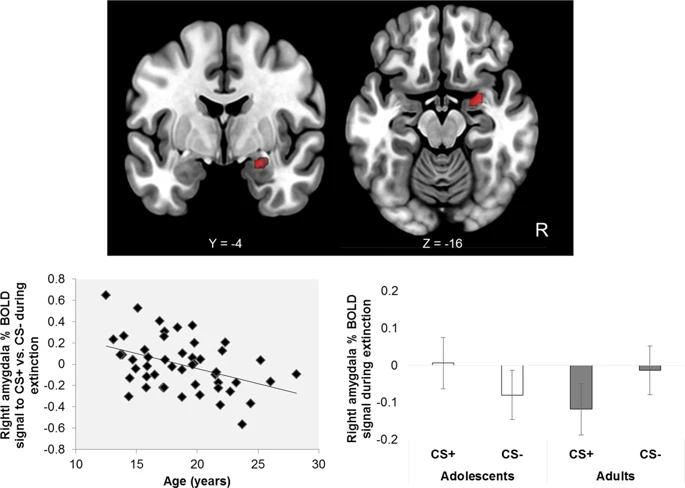 Y = -4
Z = -16
R
Rightl amygdala % BOLD
signal to CS+ vs. CS- during
extinction
0.8
0.6
0.4
0.2
0
-0.2
-0.4
-0.6
-0.8
10
15
20
25
30
Age (years)
Rightl amygdala % BOLD
signal during extinction
0.2
0.1
0
-0.1
-0.2
CS+
CS-
CS+
CS-
Adolescents
Adults